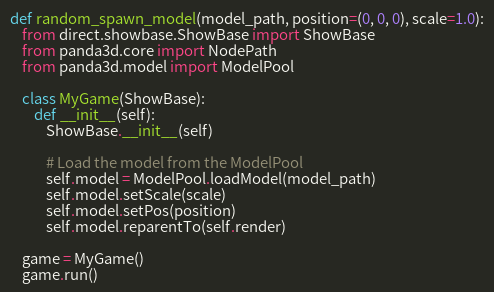 def random_spawn_model(model_path, position=(0, 0, 0), scale=1.0):
    from direct.showbase.ShowBase import ShowBase
    from panda3d.core import NodePath
    from panda3d.model import ModelPool

    class MyGame(ShowBase):
        def __init__(self):
            ShowBase.__init__(self)

            # Load the model from the ModelPool
            self.model = ModelPool.loadModel(model_path)
            self.model.setScale(scale)
            self.model.setPos(position)
            self.model.reparentTo(self.render)

    game = MyGame()
    game.run()